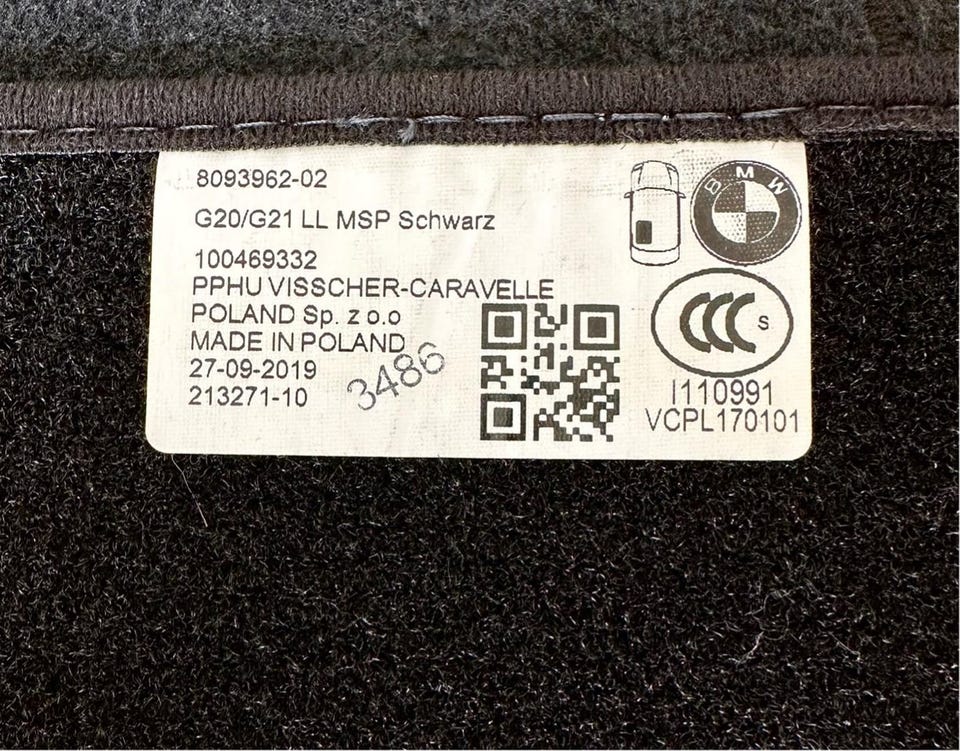 8093962-02
G20/G21 LL MSP Schwarz
100469332
PPHU VISSCHER-CARAVELLE
POLAND Sp. z o.o
MADE IN POLAND
27-09-2019
213271-10
3486
BMW
CCC S
I110991
VCPL170101